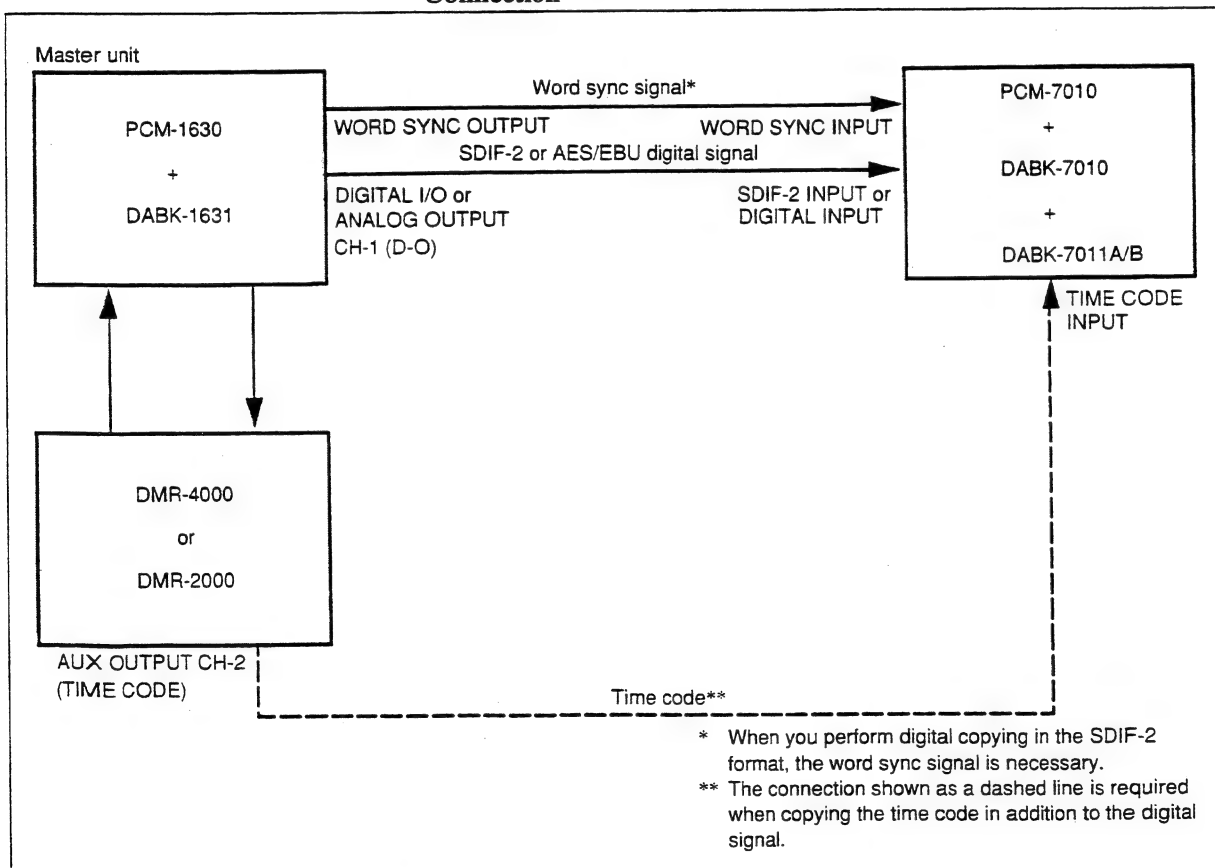 Connection
Master unit
PCM-1630
+
DABK-1631
Word sync signal*
WORD SYNC OUTPUT
WORD SYNC INPUT
SDIF-2 or AES/EBU digital signal
DIGITAL I/O or
ANALOG OUTPUT
CH-1 (D-O)
SDIF-2 INPUT or
DIGITAL INPUT
PCM-7010
+
DABK-7010
+
DABK-7011A/B
TIME CODE
INPUT
DMR-4000
or
DMR-2000
AUX OUTPUT CH-2
(TIME CODE)
Time code**
* When you perform digital copying in the SDIF-2
format, the word sync signal is necessary.
** The connection shown as a dashed line is required
when copying the time code in addition to the digital
signal.